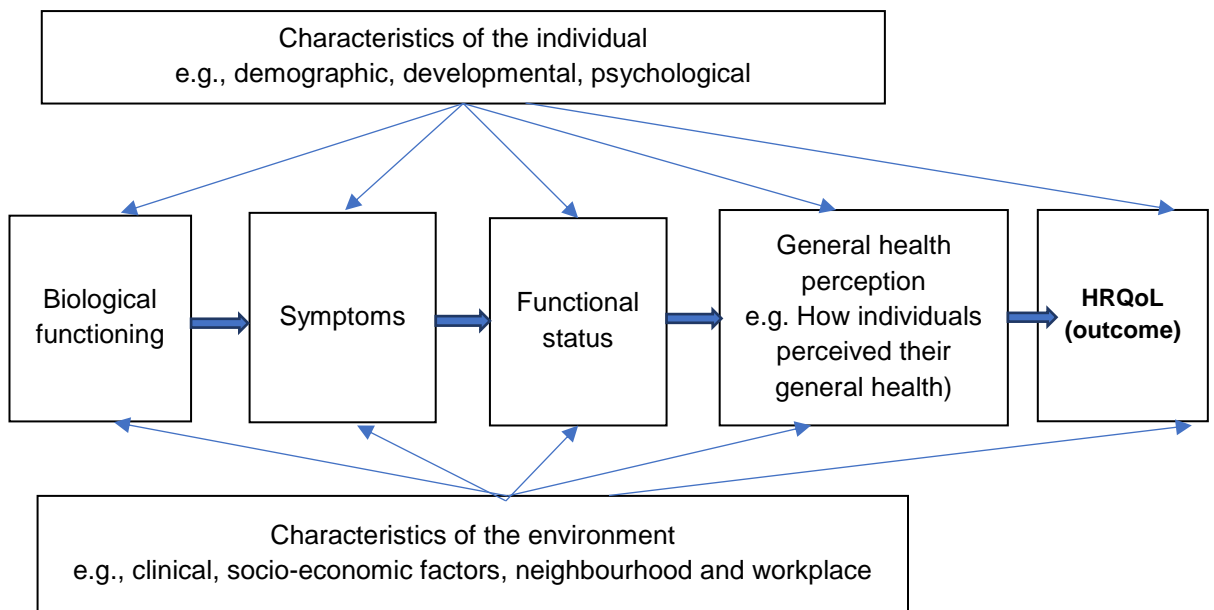 Characteristics of the individual
e.g., demographic, developmental, psychological
Biological
functioning
Symptoms
Functional
status
General health
perception
e.g. How individuals
perceived their
general health)
HRQoL
(outcome)
Characteristics of the environment
e.g., clinical, socio-economic factors, neighbourhood and workplace